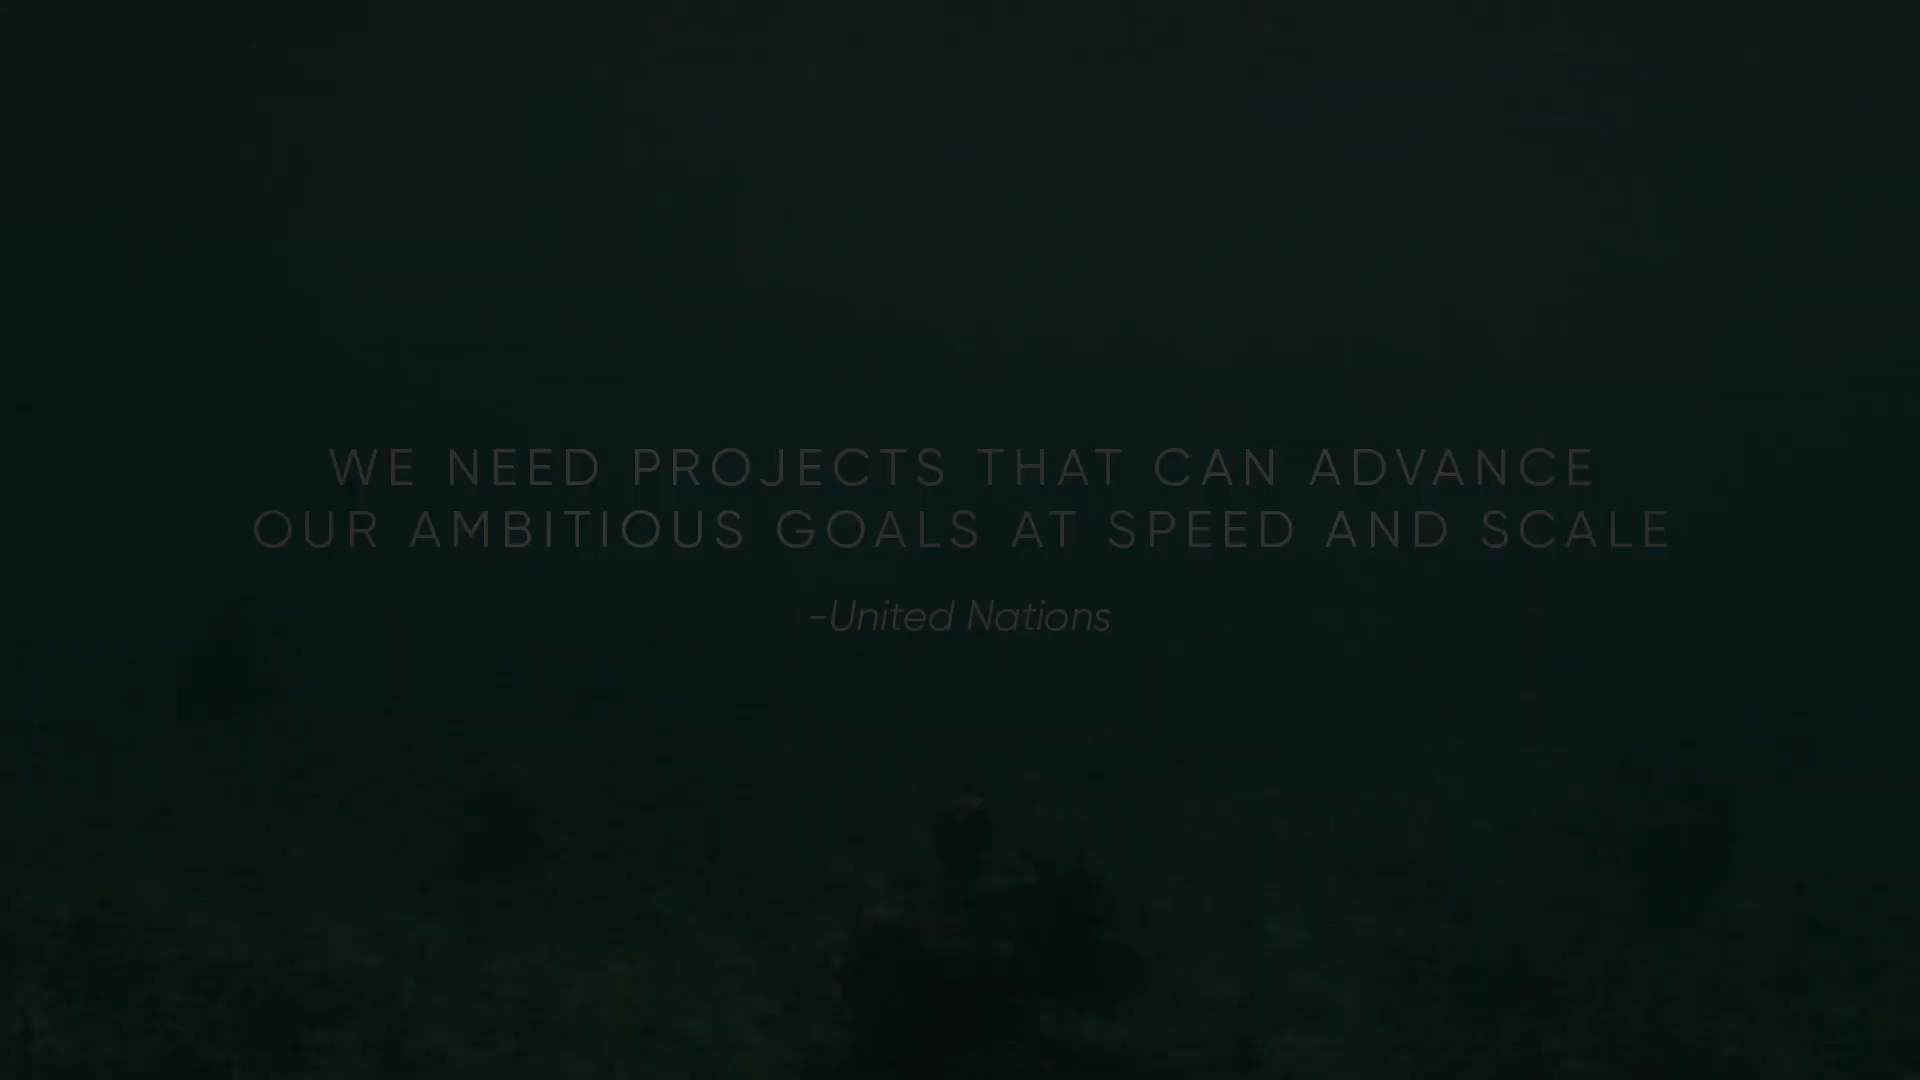 WE NEED PROJECTS THAT CAN ADVANCE
OUR AMBITIOUS GOALS AT SPEED AND SCALE
-United Nations